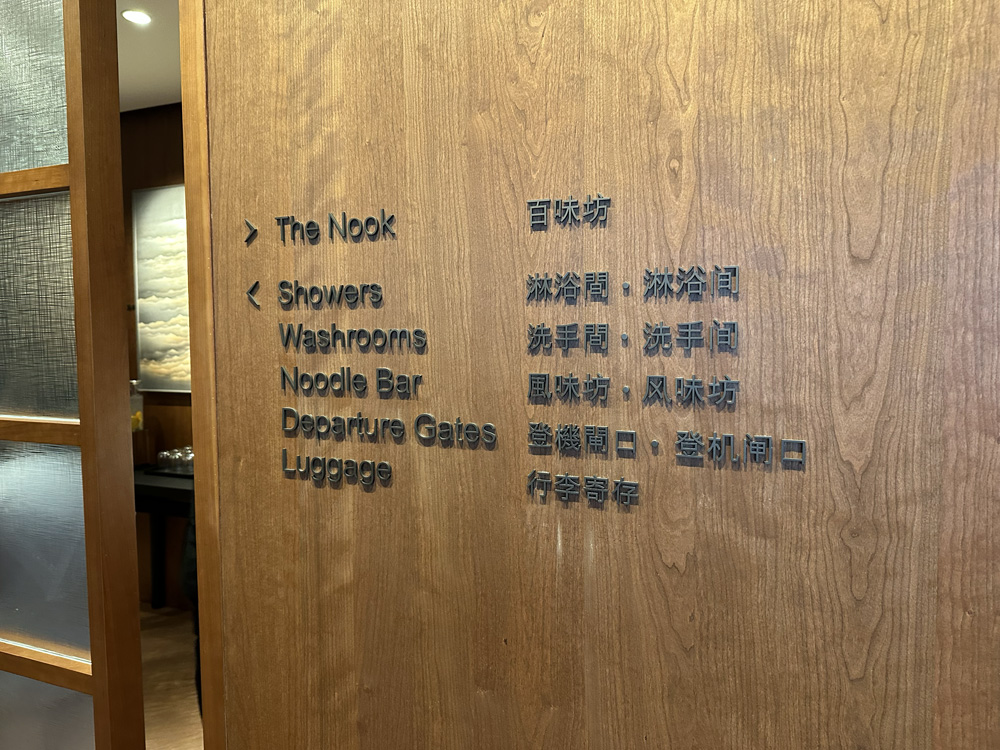 > The Nook 百味坊
< Showers 淋浴間・淋浴间
Washrooms 洗手間・洗手间
Noodle Bar 風味坊・风味坊
Departure Gates 登機閘口・登机闸口
Luggage 行李寄存